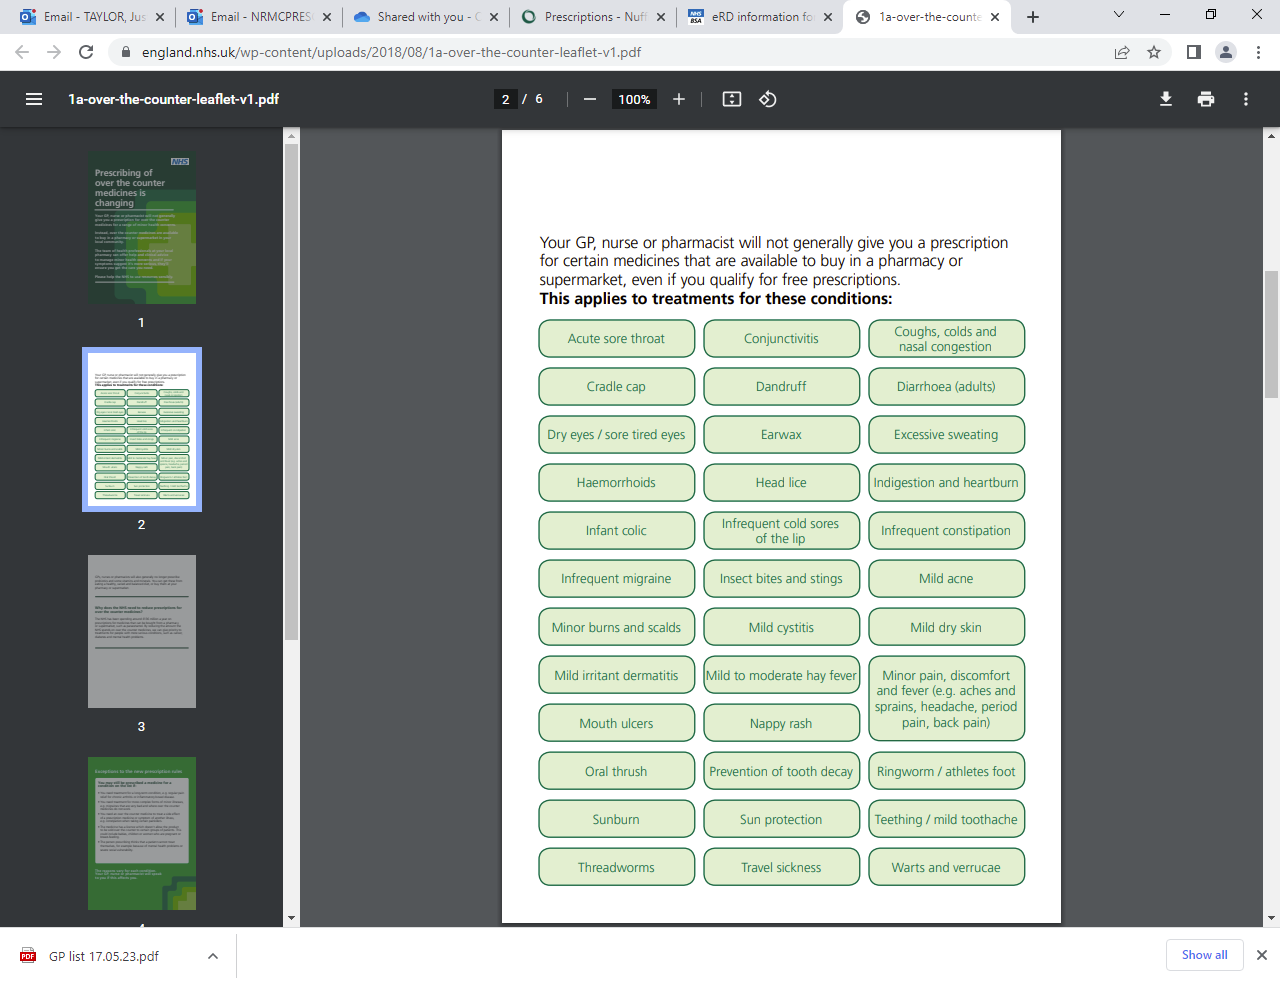 Email - TAYLOR, Jus
Email - NRMCPRES
Shared with you - 
Prescriptions - Nuff
NHS
BSA
eRD information fo
1a-over-the-counte
england.nhs.uk/wp-content/uploads/2018/08/1a-over-the-counter-leaflet-v1.pdf
1a-over-the-counter-leaflet-v1.pdf
2 / 6
100%
NHS
Prescribing of
over the counter
medicines is
changing
1
2
3
Your GP, nurse or pharmacist will not generally give you a prescription
for certain medicines that are available to buy in a pharmacy or
supermarket, even if you qualify for free prescriptions.
This applies to treatments for these conditions:
Acute sore throat
Conjunctivitis
Coughs, colds and
nasal congestion
Cradle cap
Dandruff
Diarrhoea (adults)
Dry eyes / sore tired eyes
Earwax
Excessive sweating
Haemorrhoids
Head lice
Indigestion and heartburn
Infant colic
Infrequent cold sores
of the lip
Infrequent constipation
Infrequent migraine
Insect bites and stings
Mild acne
Minor burns and scalds
Mild cystitis
Mild dry skin
Mild irritant dermatitis
Mild to moderate hay fever
Minor pain, discomfort
and fever (e.g. aches and
sprains, headache, period
pain, back pain)
Mouth ulcers
Nappy rash
Oral thrush
Prevention of tooth decay
Ringworm / athletes foot
Sunburn
Sun protection
Teething / mild toothache
Threadworms
Travel sickness
Warts and verrucae
PDF
GP list 17.05.23.pdf
Show all